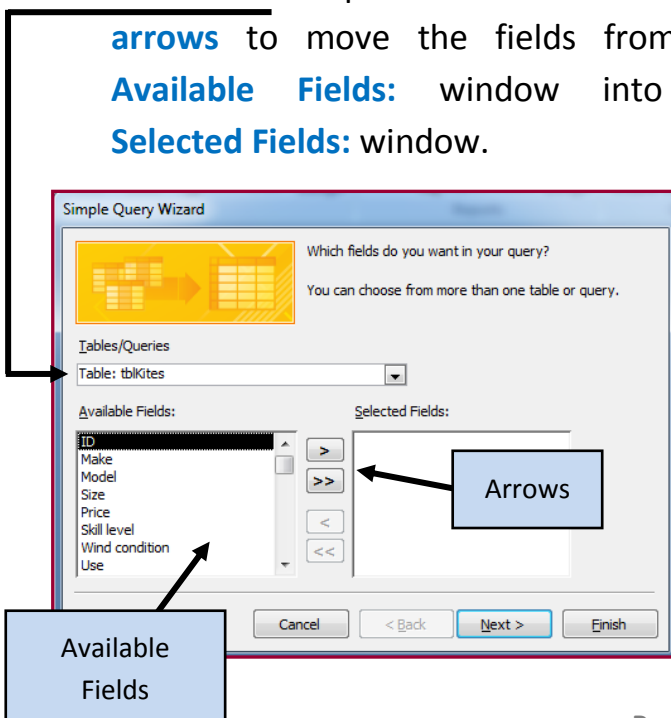 arrows to move the fields from
Available Fields: window into
Selected Fields: window.
Simple Query Wizard
Which fields do you want in your query?
You can choose from more than one table or query.
Tables/Queries
Table: tblKites
Available Fields:
Selected Fields:
ID
Make
Model
Size
Price
Skill level
Wind condition
Use
>
>>
<
<<
Arrows
Cancel
< Back
Next >
Finish
Available
Fields